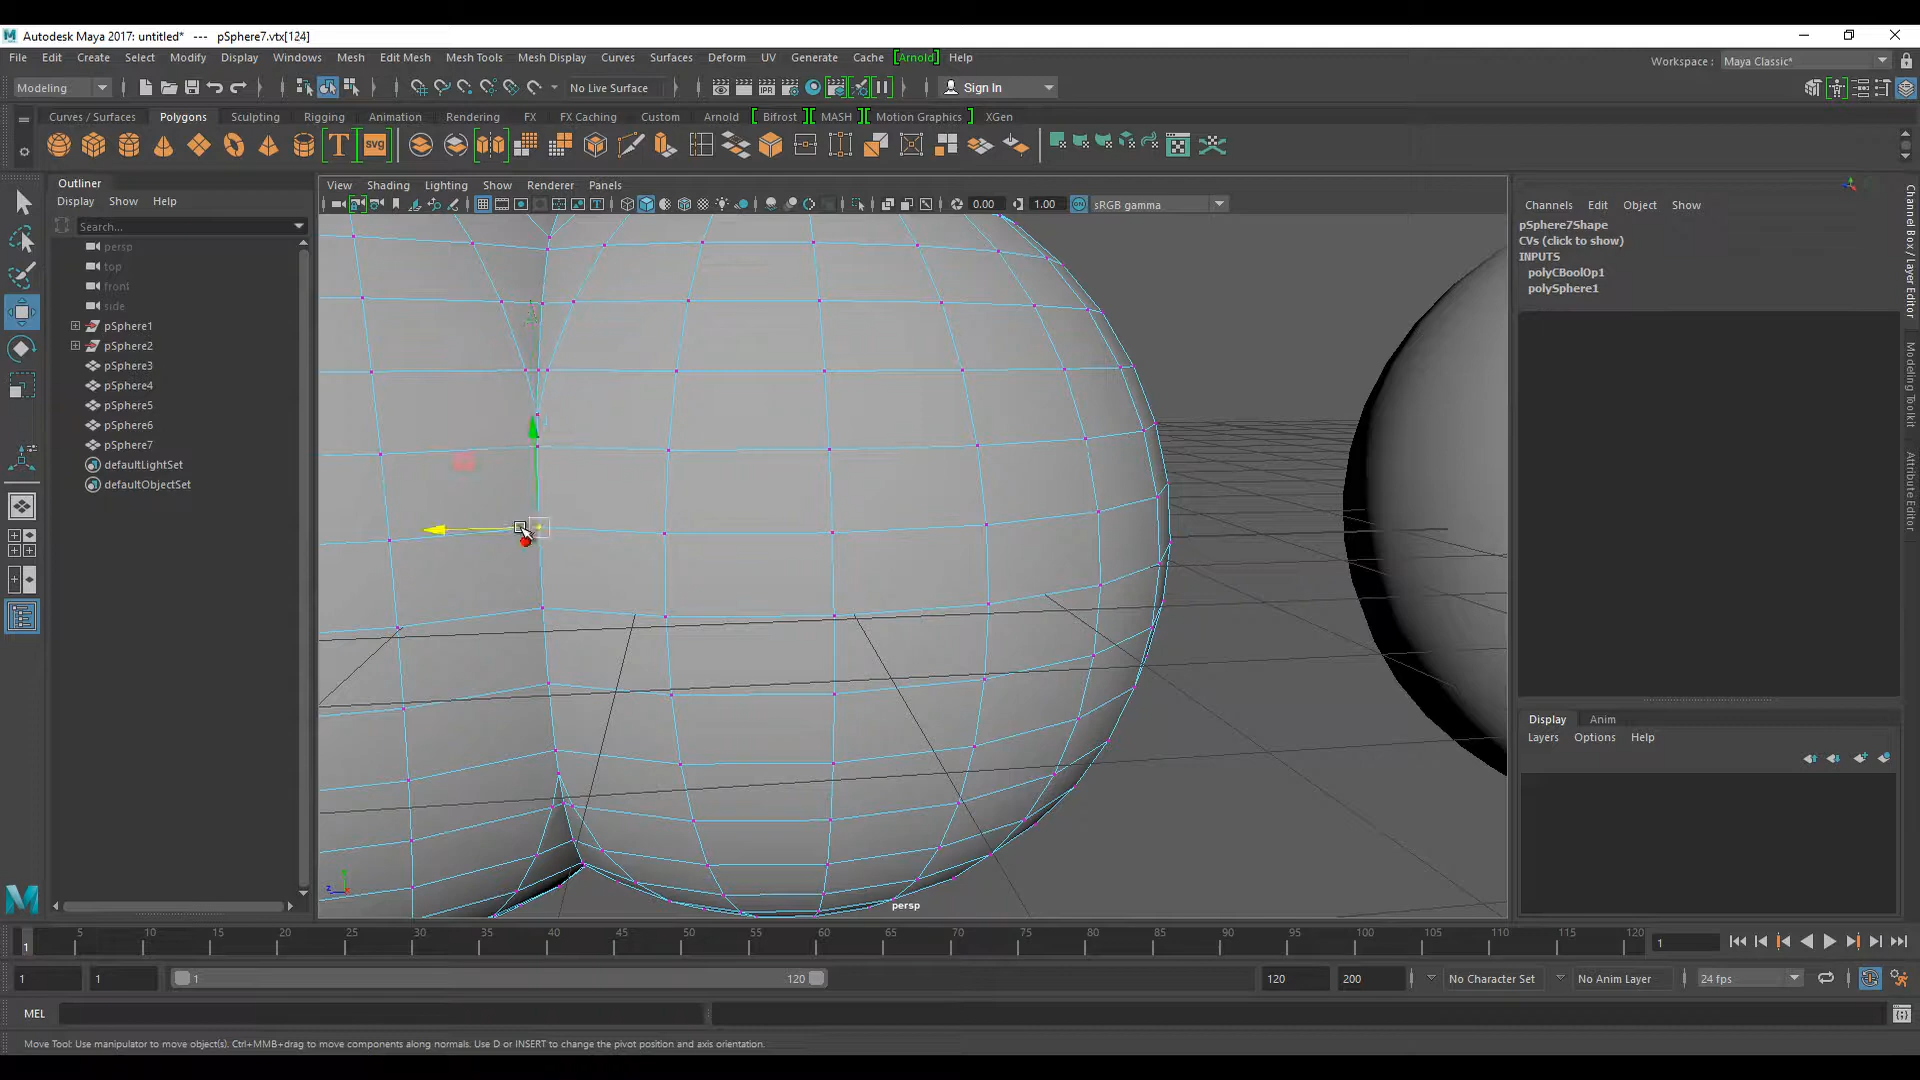 Autodesk Maya 2017: untitled* --- pSphere7.vtx[124]
File Edit Create Select Modify Display Windows Mesh Edit Mesh Mesh Tools Mesh Display Curves Surfaces Deform UV Generate Cache [Arnold] Help
Workspace : Maya Classic*
Modeling No Live Surface Sign In
IPR
Curves / Surfaces Polygons Sculpting Rigging Animation Rendering FX FX Caching Custom Arnold Bifrost MASH Motion Graphics XGen
T SVG
Outliner
Display Show Help
Search...
persp
top
front
side
pSphere1
pSphere2
pSphere3
pSphere4
pSphere5
pSphere6
pSphere7
defaultLightSet
defaultObjectSet
View Shading Lighting Show Renderer Panels
0.00 1.00 sRGB gamma
persp
Channels Edit Object Show
pSphere7Shape
CVs (click to show)
INPUTS
polyCBoolOp1
polySphere1
Channel Box / Layer Editor
Modeling Toolkit
Attribute Editor
Display Anim
Layers Options Help
5 10 15 20 25 30 35 40 45 50 55 60 65 70 75 80 85 90 95 100 105 110 115 120
1 1
1 1 1 120 120 200 No Character Set No Anim Layer 24 fps
MEL
Move Tool: Use manipulator to move object(s). Ctrl+MMB+drag to move components along normals. Use D or INSERT to change the pivot position and axis orientation.